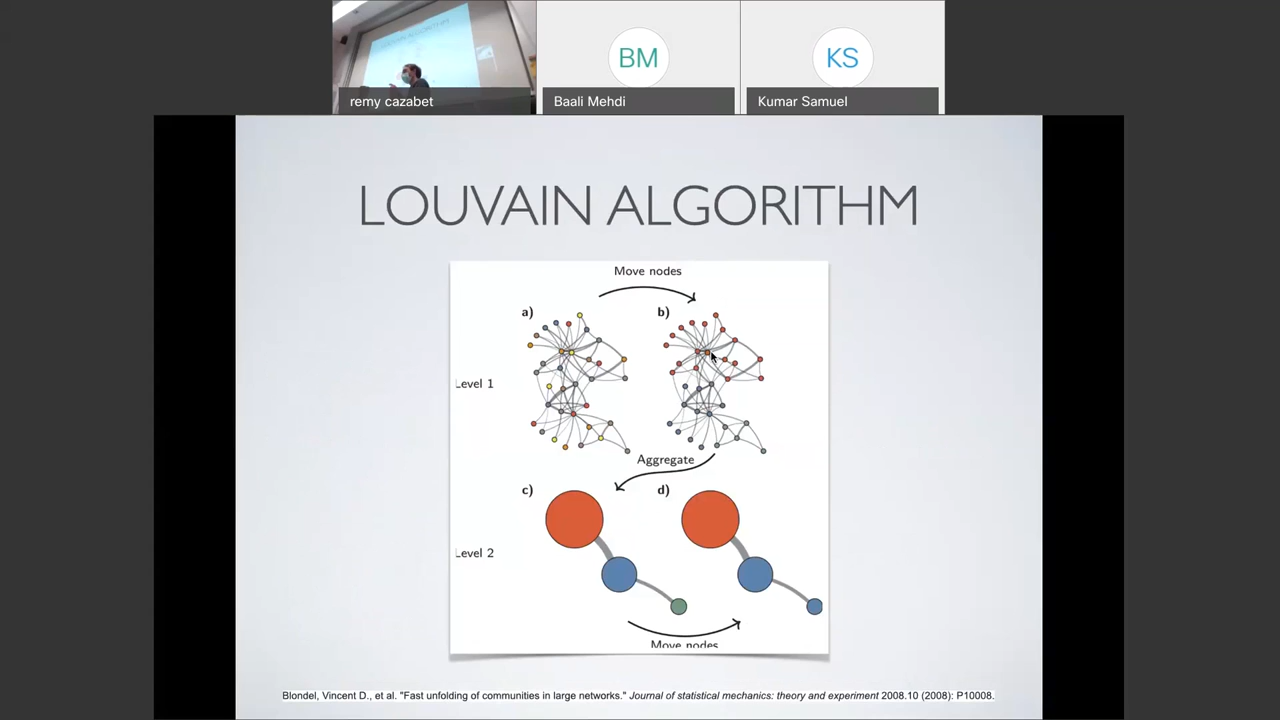 LOUVAIN ALGORITHM
BM
KS
remy cazabet
Baali Mehdi
Kumar Samuel
LOUVAIN ALGORITHM
Move nodes
a)
b)
Level 1
Aggregate
c)
d)
Level 2
Move nodes
Blondel, Vincent D., et al. "Fast unfolding of communities in large networks." Journal of statistical mechanics: theory and experiment 2008.10 (2008): P10008.